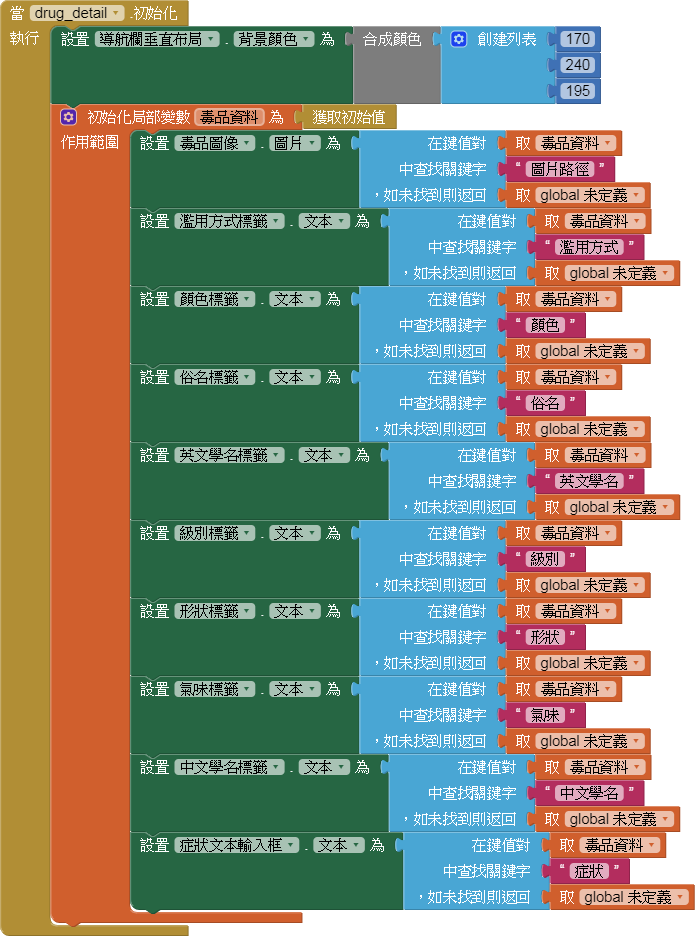 當 drug_detail .初始化
執行 設置 導航欄垂直布局 . 背景顏色 為 合成顏色 創建列表 170
240
195
初始化局部變數 毒品資料 為 獲取初始值
作用範圍 設置 毒品圖像 . 圖片 為 在鍵值對 取 毒品資料
中查找關鍵字 “ 圖片路徑 ”
，如未找到則返回 取 global 未定義
設置 濫用方式標籤 . 文本 為 在鍵值對 取 毒品資料
中查找關鍵字 “ 濫用方式 ”
，如未找到則返回 取 global 未定義
設置 顏色標籤 . 文本 為 在鍵值對 取 毒品資料
中查找關鍵字 “ 顏色 ”
，如未找到則返回 取 global 未定義
設置 俗名標籤 . 文本 為 在鍵值對 取 毒品資料
中查找關鍵字 “ 俗名 ”
，如未找到則返回 取 global 未定義
設置 英文學名標籤 . 文本 為 在鍵值對 取 毒品資料
中查找關鍵字 “ 英文學名 ”
，如未找到則返回 取 global 未定義
設置 級別標籤 . 文本 為 在鍵值對 取 毒品資料
中查找關鍵字 “ 級別 ”
，如未找到則返回 取 global 未定義
設置 形狀標籤 . 文本 為 在鍵值對 取 毒品資料
中查找關鍵字 “ 形狀 ”
，如未找到則返回 取 global 未定義
設置 氣味標籤 . 文本 為 在鍵值對 取 毒品資料
中查找關鍵字 “ 氣味 ”
，如未找到則返回 取 global 未定義
設置 中文學名標籤 . 文本 為 在鍵值對 取 毒品資料
中查找關鍵字 “ 中文學名 ”
，如未找到則返回 取 global 未定義
設置 症狀文本輸入框 . 文本 為 在鍵值對 取 毒品資料
中查找關鍵字 “ 症狀 ”
，如未找到則返回 取 global 未定義